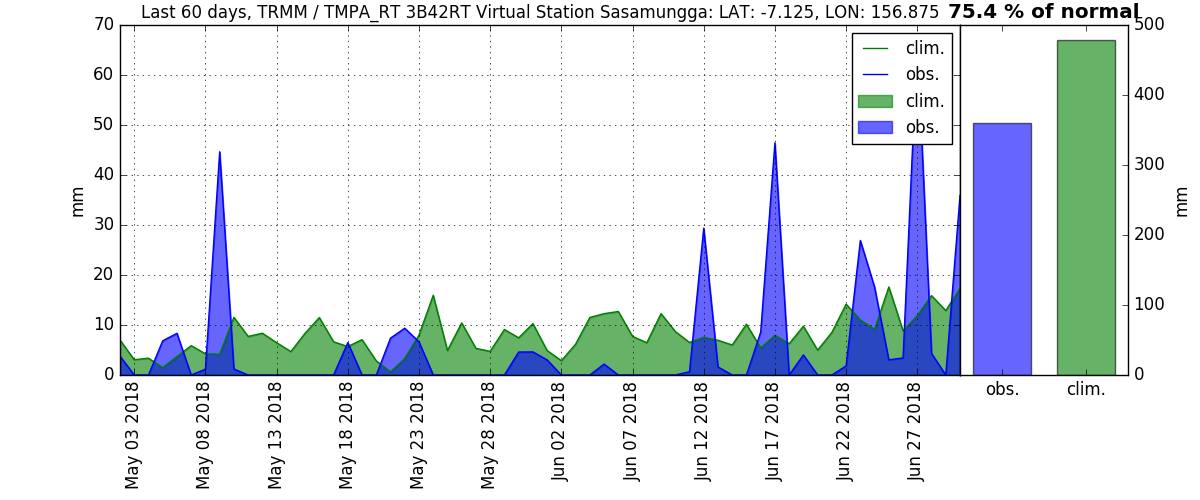 Last 60 days, TRMM / TMPA_RT 3B42RT Virtual Station Sasamungga: LAT: -7.125, LON: 156.875
75.4 % of normal
70
60
50
40
30
20
10
0
mm
clim.
obs.
clim.
obs.
May 03 2018
May 08 2018
May 13 2018
May 18 2018
May 23 2018
May 28 2018
Jun 02 2018
Jun 07 2018
Jun 12 2018
Jun 17 2018
Jun 22 2018
Jun 27 2018
500
400
300
200
100
0
mm
obs.
clim.